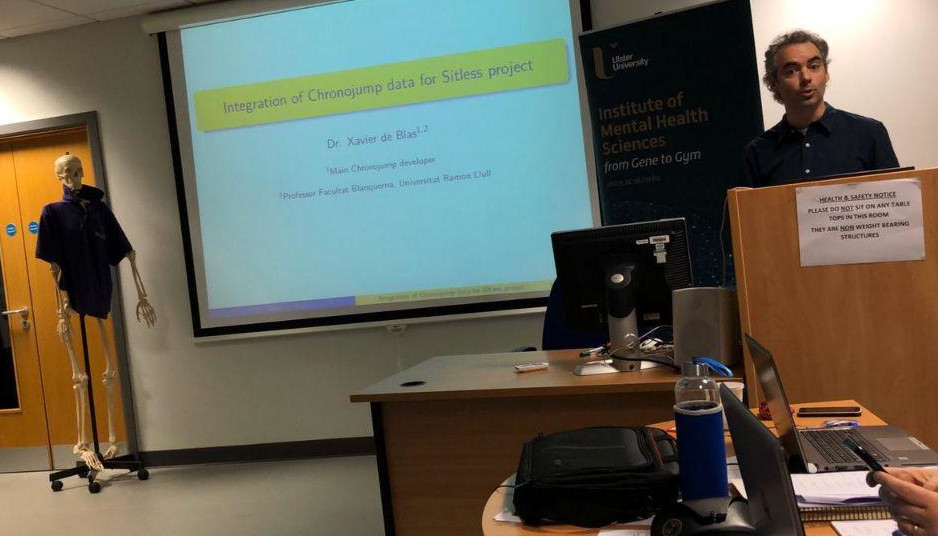 Integration of Chronojump data for Sitless project
Dr. Xavier de Blas1,2
1Main Chronojump developer
2Professor Facultat Blanquerna, Universitat Ramon Llull
Integration of Chronojump data for Sitless project
Ulster
University
Institute of
Mental Health
Sciences
from Gene to Gym
HEALTH & SAFETY NOTICE
PLEASE DO NOT SIT ON ANY TABLE
TOPS IN THIS ROOM
THEY ARE NON WEIGHT BEARING
STRUCTURES